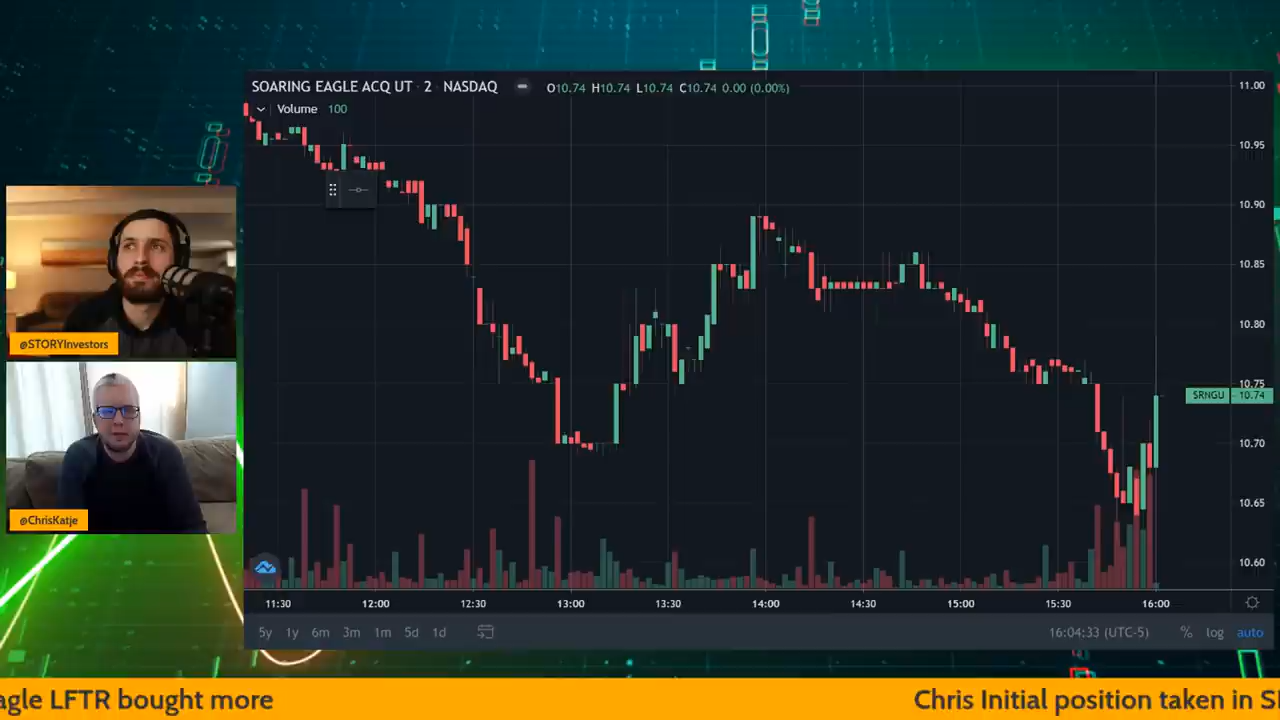 SOARING EAGLE ACQ UT · 2 · NASDAQ
O10.74 H10.74 L10.74 C10.74 0.00 (0.00%)
Volume 100
11.00
10.95
10.90
10.85
10.80
10.75
SRNGU 10.74
10.70
10.65
10.60
@STORYInvestors
@ChrisKatje
11:30 12:00 12:30 13:00 13:30 14:00 14:30 15:00 15:30 16:00
5y 1y 6m 3m 1m 5d 1d
16:04:33 (UTC-5) % log auto
agle LFTR bought more
Chris Initial position taken in S